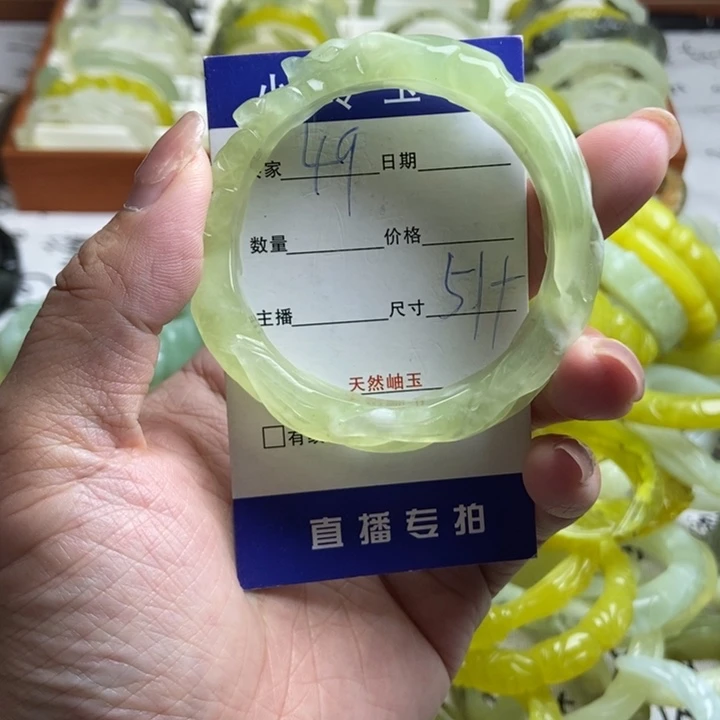 玉
家 49 日期
数量 价格
主播 尺寸 51+
天然岫玉
有
直播专拍